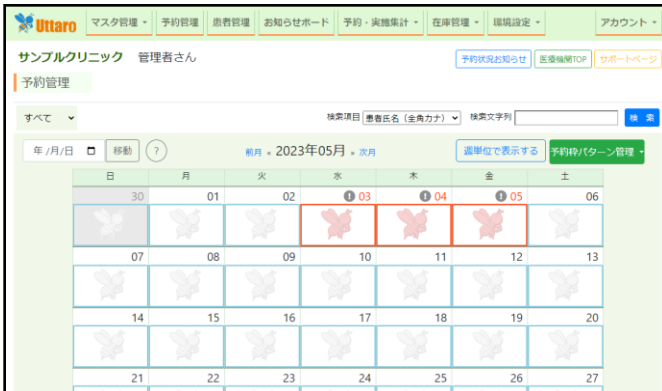 Uttaro マスタ管理 予約管理 患者管理 お知らせボード 予約・実施集計 在庫管理 環境設定 アカウント
サンプルクリニック 管理者さん 予約状況お知らせ 医療機関TOP サポートページ
予約管理
すべて 検索項目 患者氏名（全角カナ） 検索文字列 検 索
年/月/日 移動 ? 前月 « 2023年05月 » 次月 週単位で表示する 予約枠パターン管理
日 月 火 水 木 金 土
30 01 02 ! 03 ! 04 ! 05 06
07 08 09 10 11 12 13
14 15 16 17 18 19 20
21 22 23 24 25 26 27